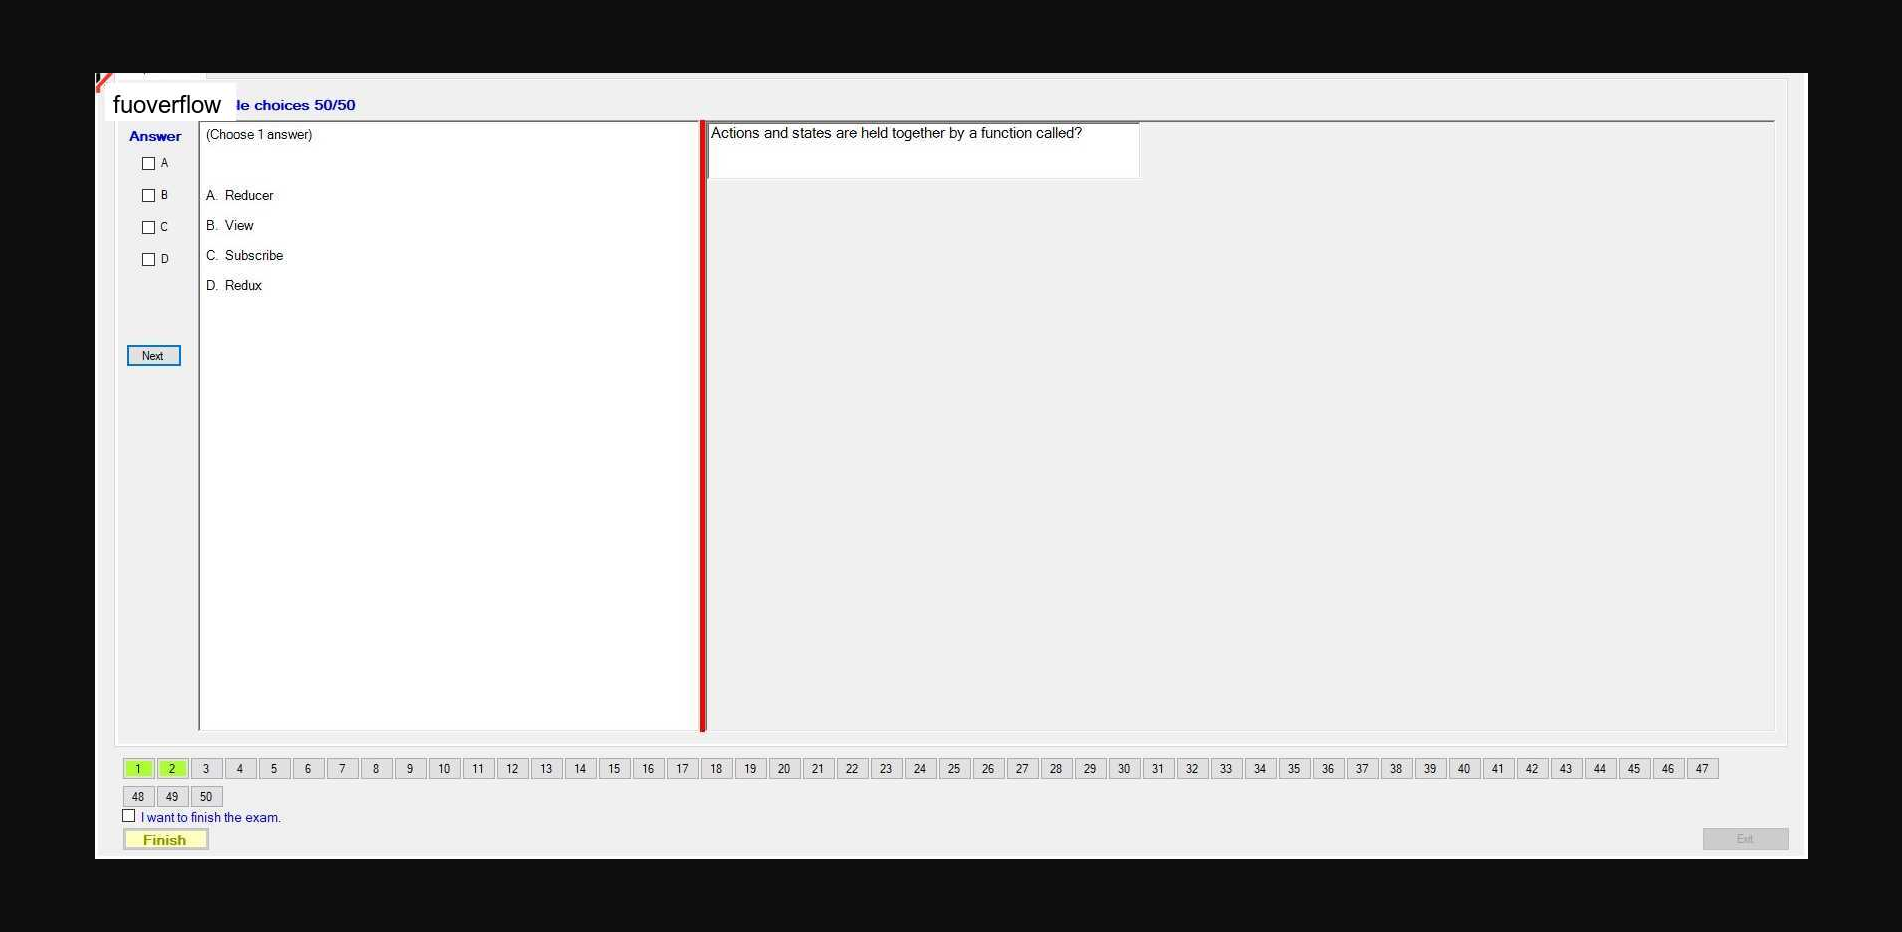 fuoverflow
le choices 50/50
Answer
(Choose 1 answer)
Actions and states are held together by a function called?
A
B
C
D
A. Reducer
B. View
C. Subscribe
D. Redux
Next
1 2 3 4 5 6 7 8 9 10 11 12 13 14 15 16 17 18 19 20 21 22 23 24 25 26 27 28 29 30 31 32 33 34 35 36 37 38 39 40 41 42 43 44 45 46 47
48 49 50
I want to finish the exam.
Finish
Exit